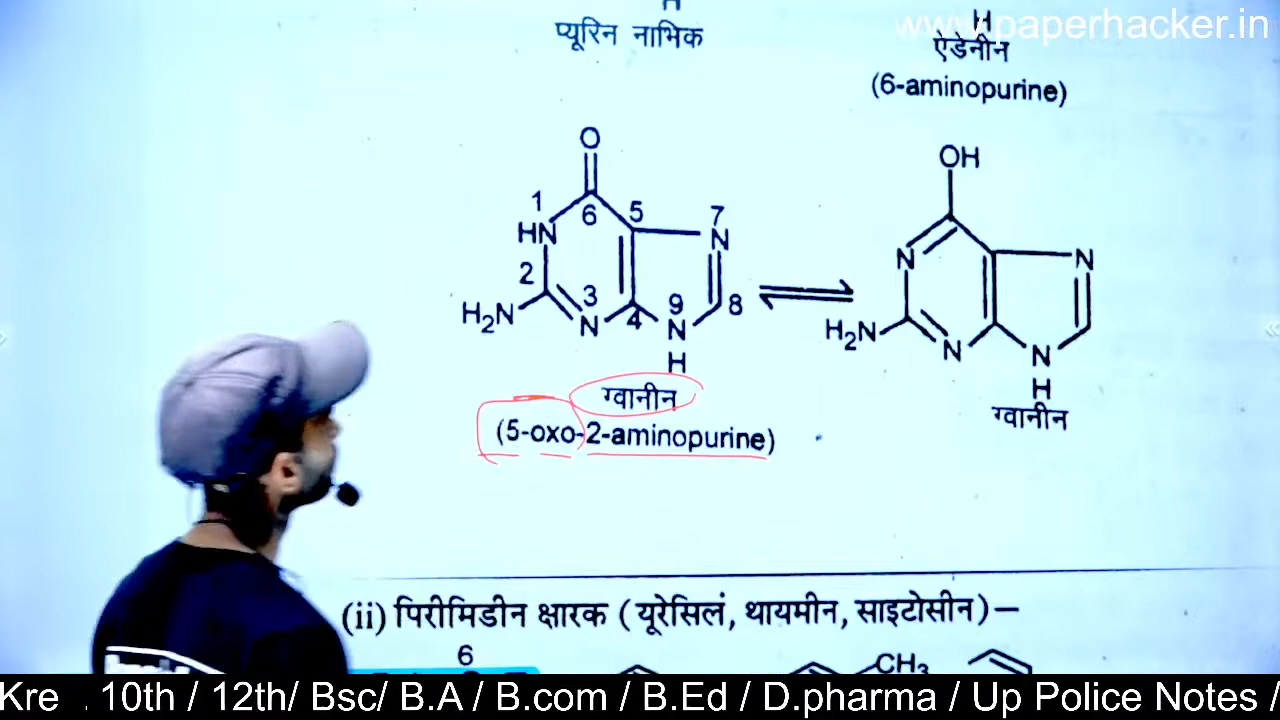 H
www.paperhacker.in
प्यूरिन नाभिक
H
ऐडेनीन
(6-aminopurine)
O
1
6
5
7
HN
N
2
3
9
8
H₂N
N
4
N
H
ग्वानीन
(5-oxo-2-aminopurine)
OH
N
N
H₂N
N
N
H
ग्वानीन
(ii) पिरीमिडीन क्षारक (यूरेसिलं, थायमीन, साइटोसीन)–
6
CH₃
Kre . 10th / 12th/ Bsc/ B.A / B.com / B.Ed / D.pharma / Up Police Notes /